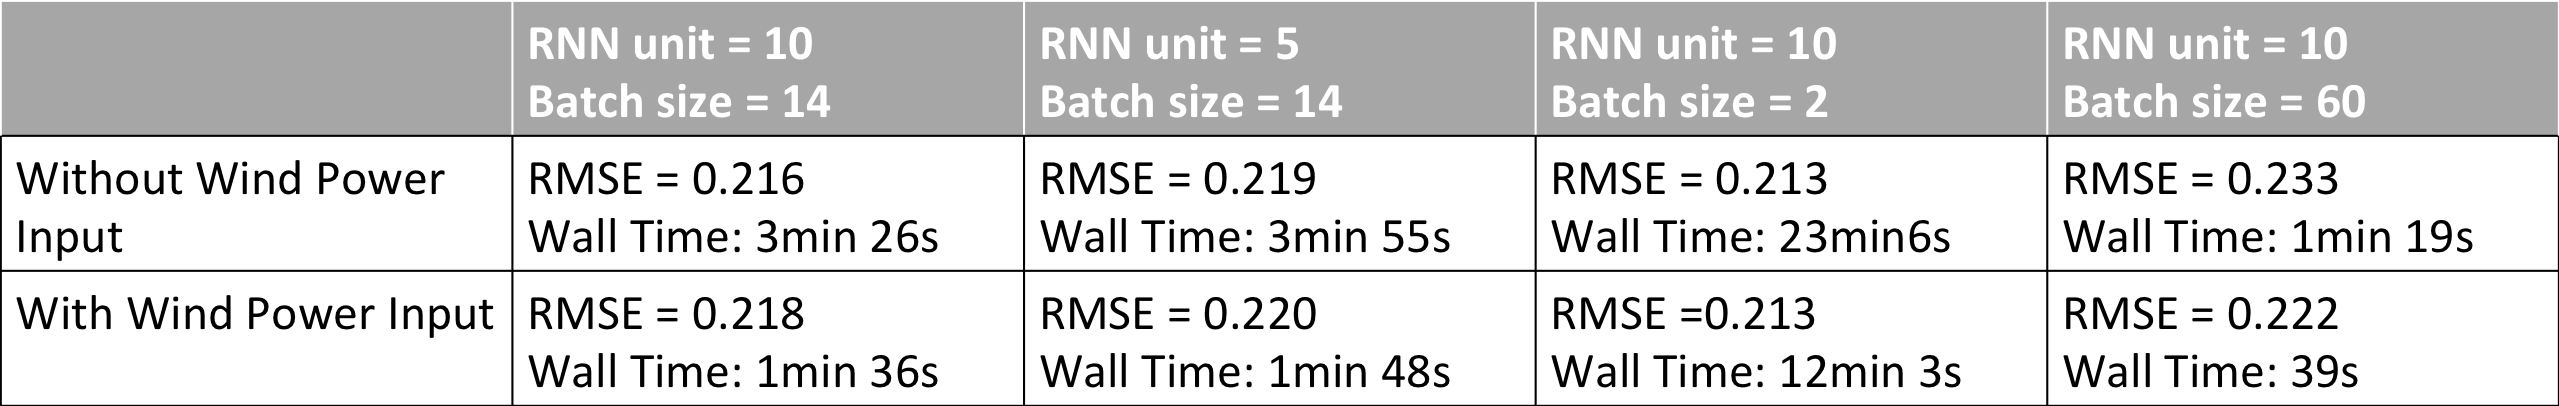 RNN unit = 10
Batch size = 14
RNN unit = 5
Batch size = 14
RNN unit = 10
Batch size = 2
RNN unit = 10
Batch size = 60
Without Wind Power
Input
RMSE = 0.216
Wall Time: 3min 26s
RMSE = 0.219
Wall Time: 3min 55s
RMSE = 0.213
Wall Time: 23min6s
RMSE = 0.233
Wall Time: 1min 19s
With Wind Power Input
RMSE = 0.218
Wall Time: 1min 36s
RMSE = 0.220
Wall Time: 1min 48s
RMSE =0.213
Wall Time: 12min 3s
RMSE = 0.222
Wall Time: 39s